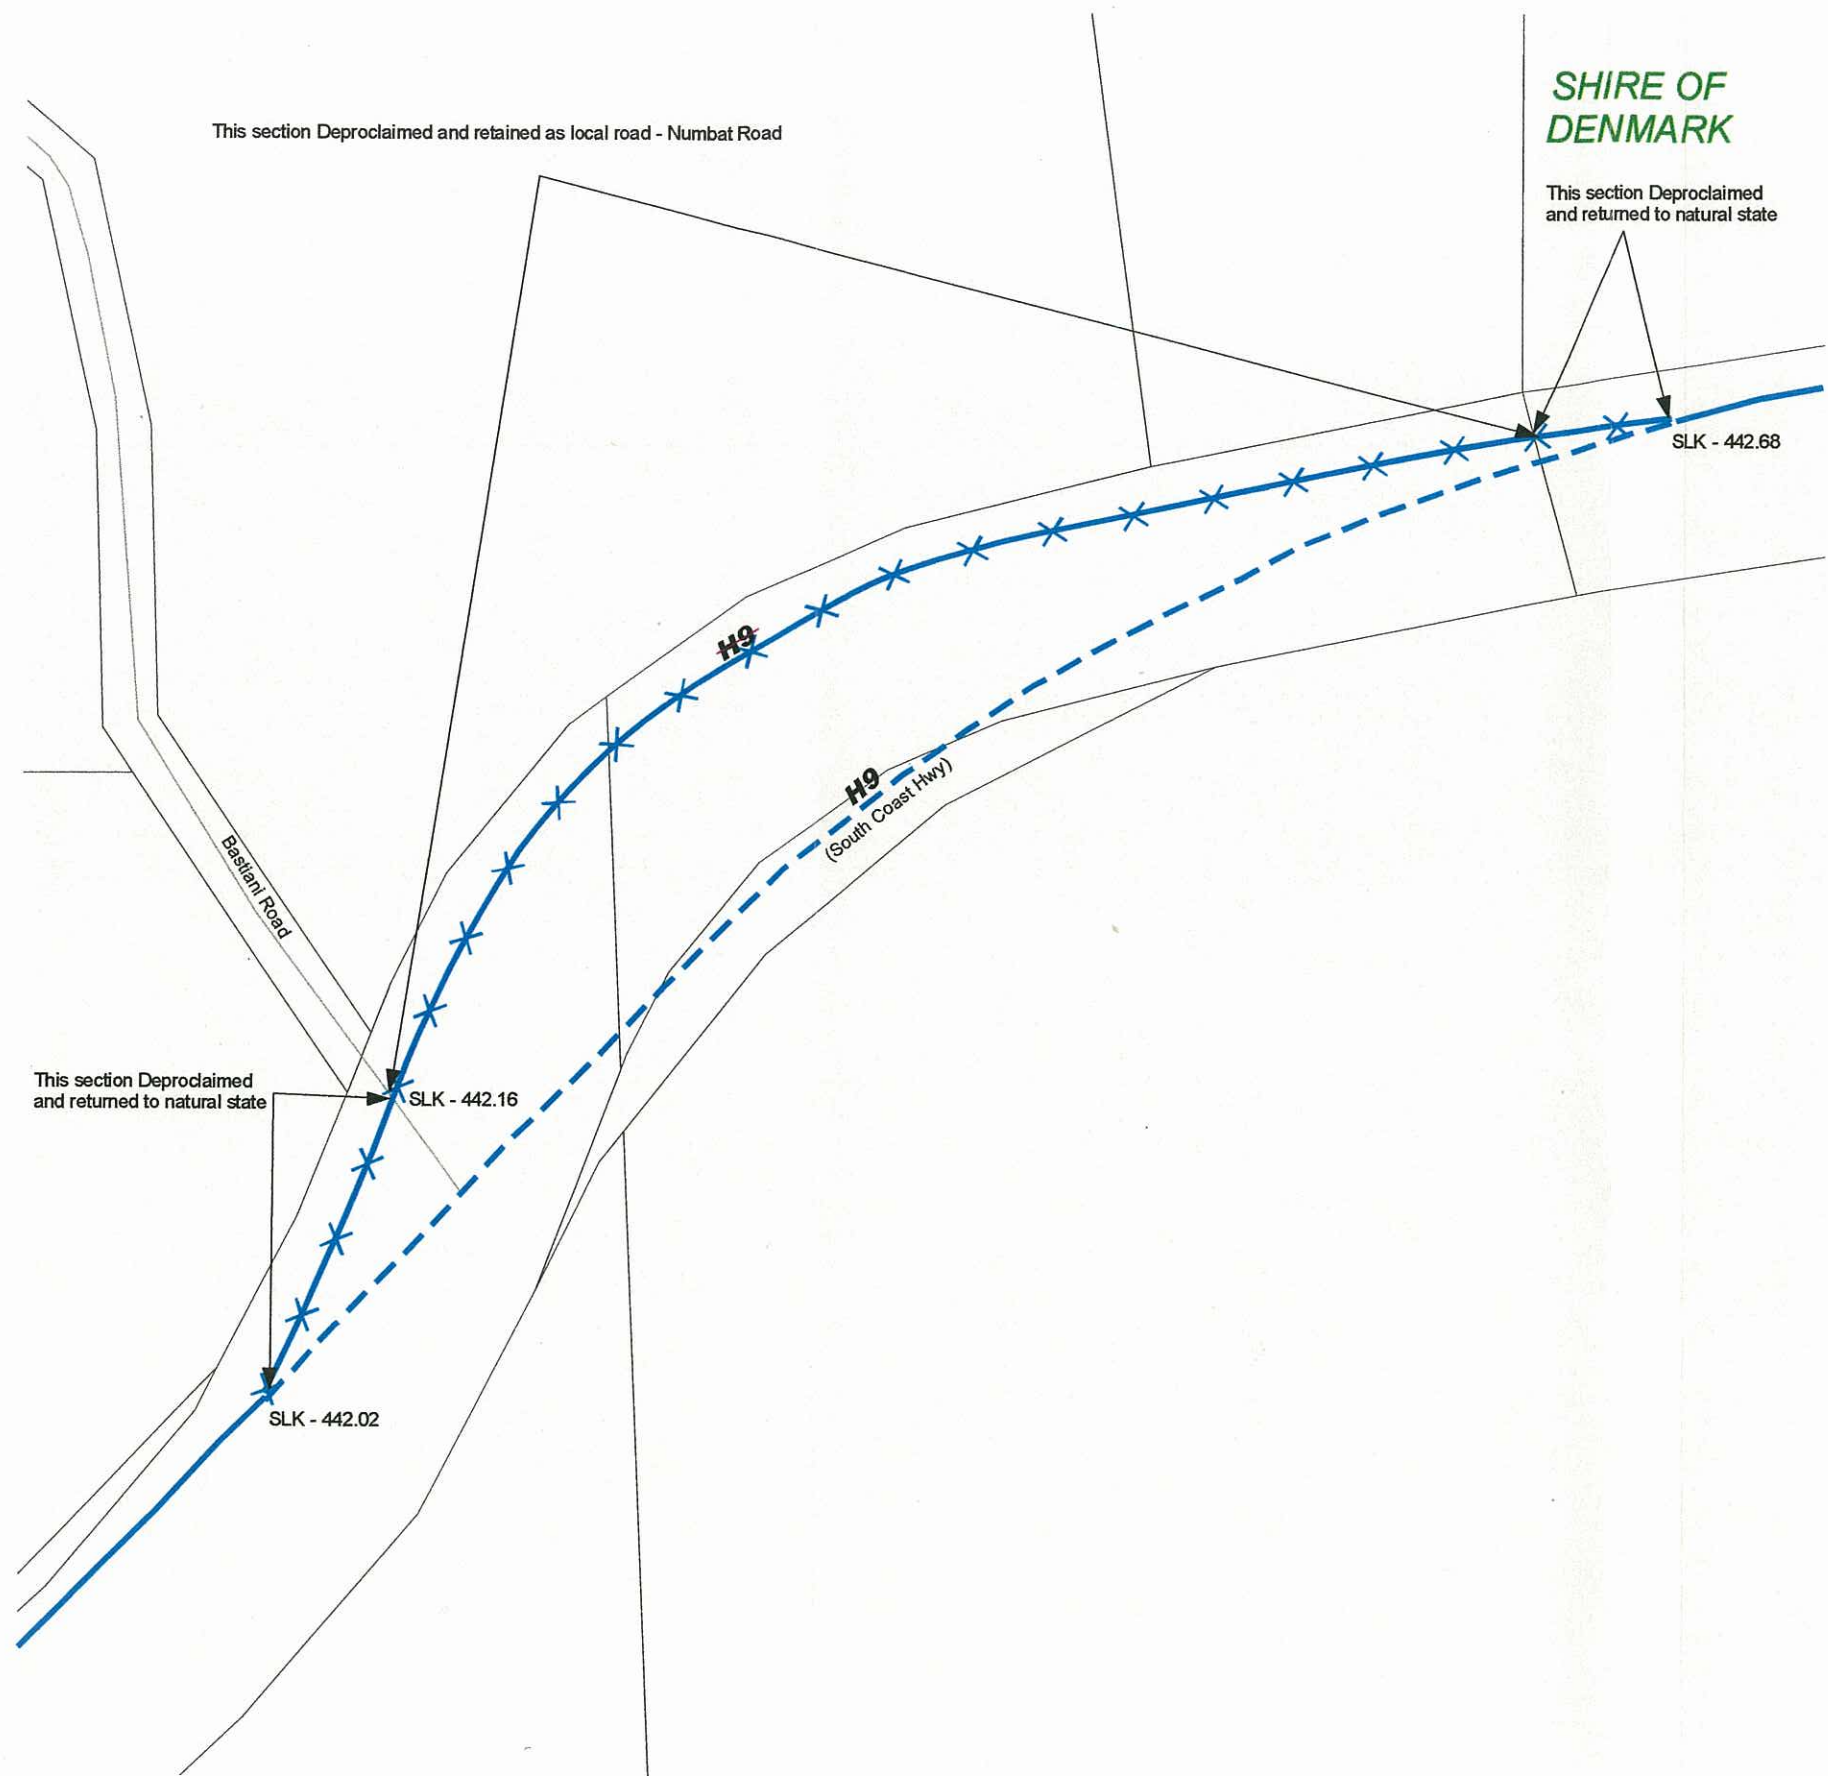 SHIRE OF
DENMARK
This section Deproclaimed and retained as local road - Numbat Road
This section Deproclaimed
and returned to natural state
SLK - 442.68
H9
H9
(South Coast Hwy)
Bastiani Road
This section Deproclaimed
and returned to natural state
SLK - 442.16
SLK - 442.02